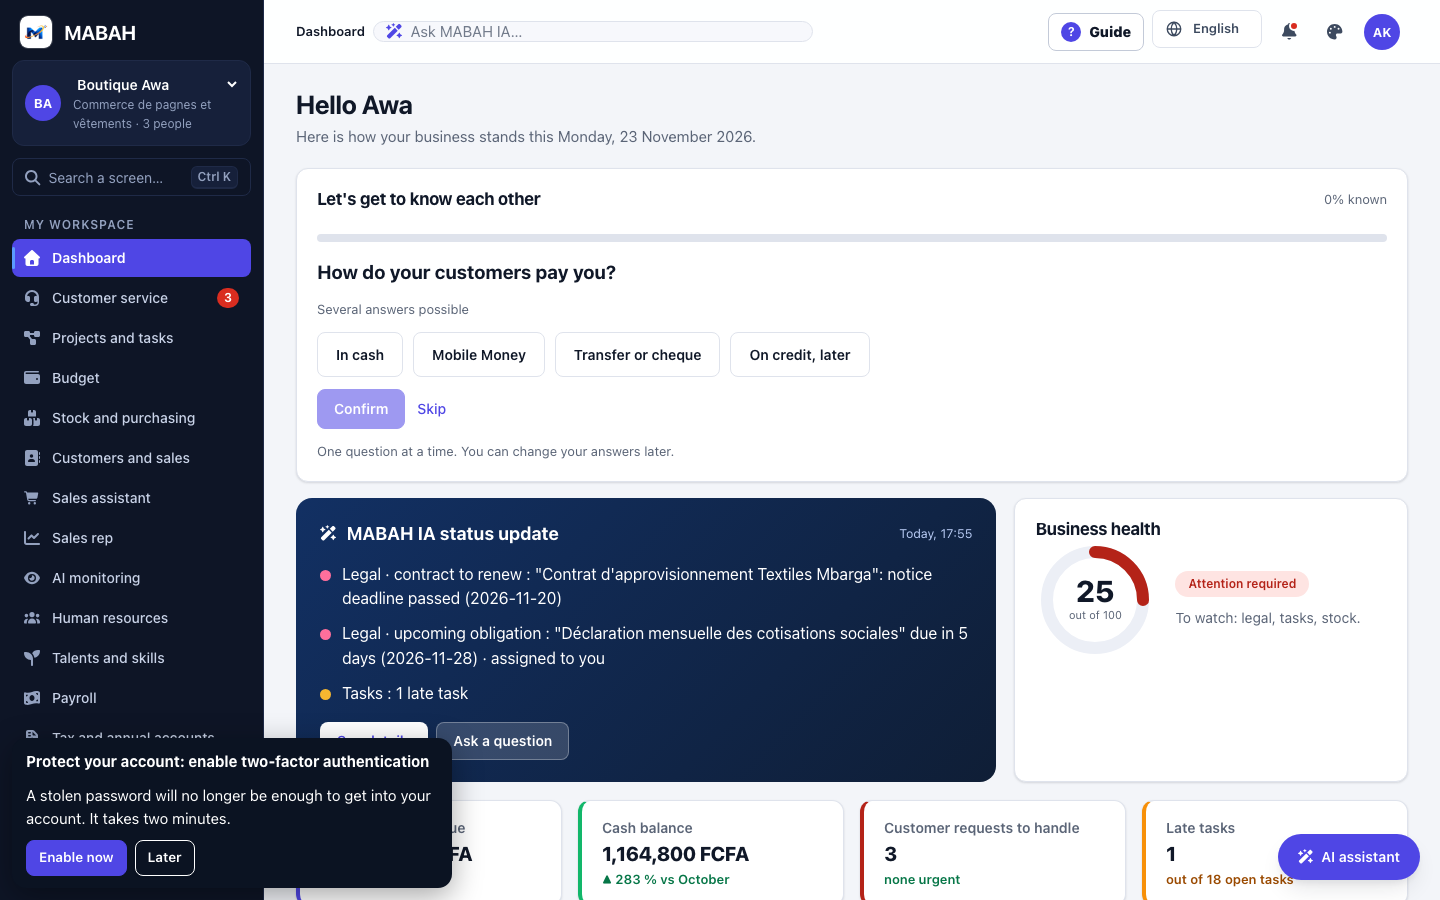 MABAH
BA
Boutique Awa
Commerce de pagnes et
vêtements · 3 people
Search a screen...
Ctrl K
MY WORKSPACE
Dashboard
Customer service
3
Projects and tasks
Budget
Stock and purchasing
Customers and sales
Sales assistant
Sales rep
AI monitoring
Human resources
Talents and skills
Payroll
Tax and annual accounts
Protect your account: enable two-factor authentication
A stolen password will no longer be enough to get into your
account. It takes two minutes.
Enable now
Later
Dashboard
Ask MABAH IA...
? Guide
English
AK
Hello Awa
Here is how your business stands this Monday, 23 November 2026.
Let's get to know each other
0% known
How do your customers pay you?
Several answers possible
In cash
Mobile Money
Transfer or cheque
On credit, later
Confirm
Skip
One question at a time. You can change your answers later.
MABAH IA status update
Today, 17:55
Legal · contract to renew : "Contrat d'approvisionnement Textiles Mbarga": notice
deadline passed (2026-11-20)
Legal · upcoming obligation : "Déclaration mensuelle des cotisations sociales" due in 5
days (2026-11-28) · assigned to you
Tasks : 1 late task
Ask a question
Business health
25
out of 100
Attention required
To watch: legal, tasks, stock.
Cash balance
1,164,800 FCFA
▲ 283 % vs October
Customer requests to handle
3
none urgent
Late tasks
1
out of 18 open tasks
AI assistant